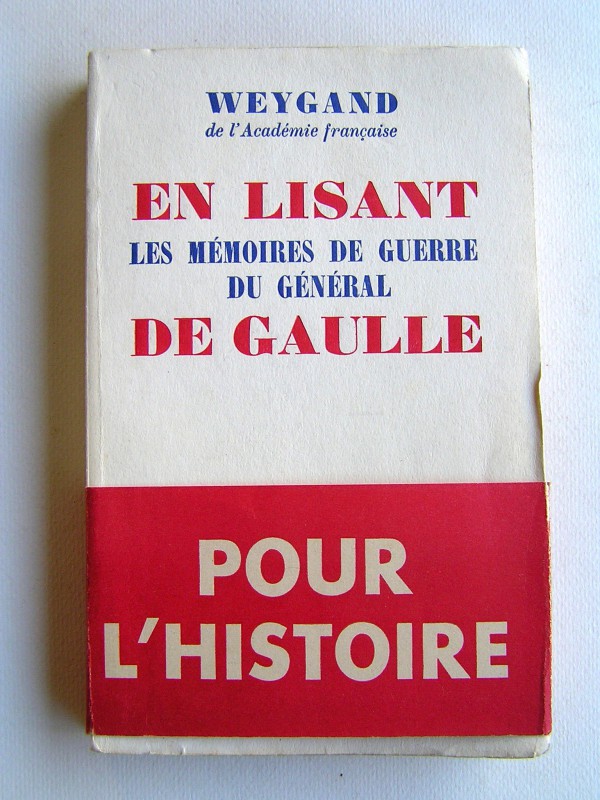 WEYGAND
de l'Académie française
EN LISANT
LES MÉMOIRES DE GUERRE
DU GÉNÉRAL
DE GAULLE
POUR
L'HISTOIRE